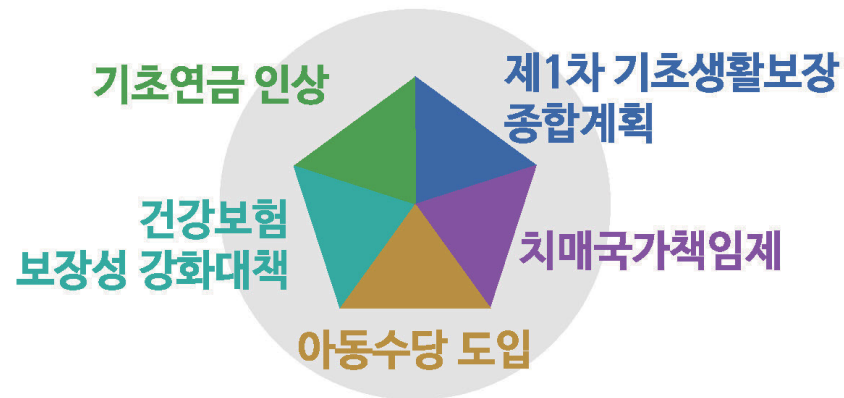 기초연금 인상
제1차 기초생활보장
종합계획
건강보험
보장성 강화대책
치매국가책임제
아동수당 도입